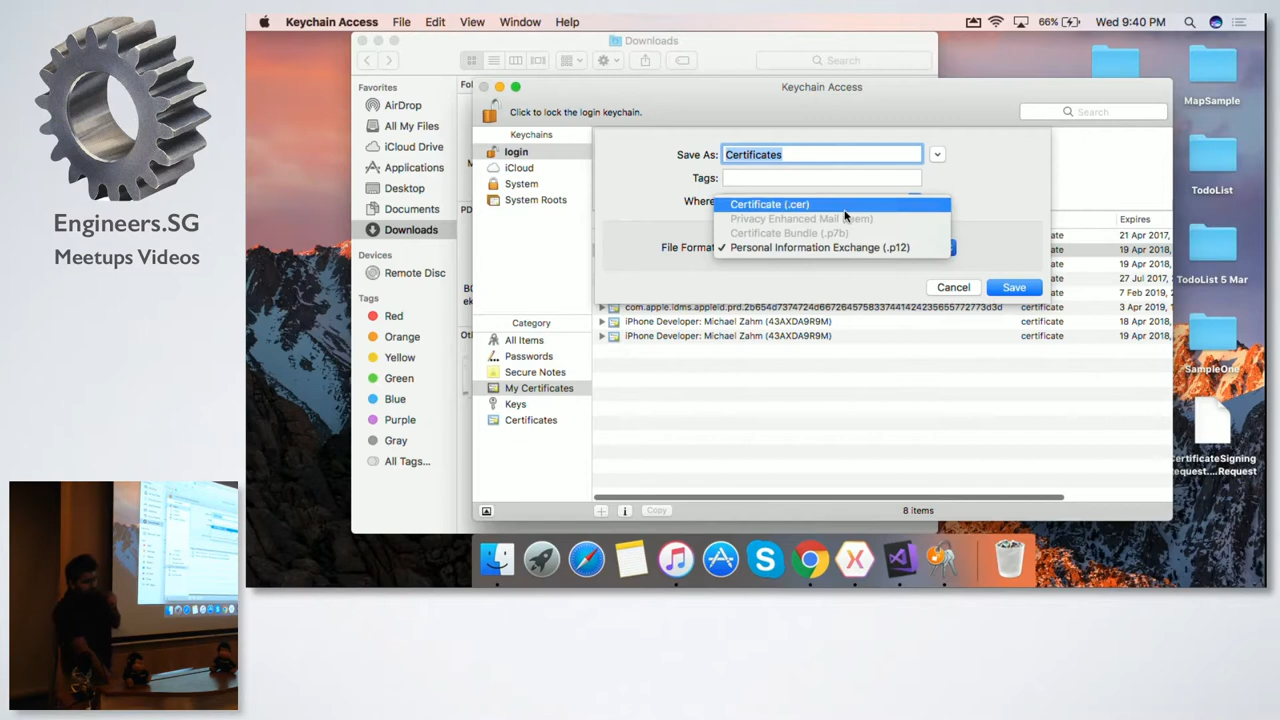 Engineers.SG
Meetups Videos
Keychain Access File Edit View Window Help
66% Wed 9:40 PM
Downloads
Search
Favorites
AirDrop
All My Files
iCloud Drive
Applications
Desktop
Documents
Downloads
Devices
Remote Disc
Tags
Red
Orange
Yellow
Green
Blue
Purple
Gray
All Tags...
Keychain Access
Click to lock the login keychain.
Search
Keychains
login
iCloud
System
System Roots
Save As: Certificates
Tags:
Where
Certificate (.cer)
Privacy Enhanced Mail
Certificate Bundle (.p7b)
File Format ✓ Personal Information Exchange (.p12)
Cancel Save
Expires
21 Apr 2017,
19 Apr 2018,
27 Jul 2017,
7 Feb 2019,
certificate 3 Apr 2019,
iPhone Developer: Michael Zahm (43AXDA9R9M) certificate 18 Apr 2018,
iPhone Developer: Michael Zahm (43AXDA9R9M) certificate 19 Apr 2018,
Category
All Items
Passwords
Secure Notes
My Certificates
Keys
Certificates
Copy
8 items
MapSample
TodoList
TodoList 5 Mar
SampleOne
CertificateSigning
Request....Request